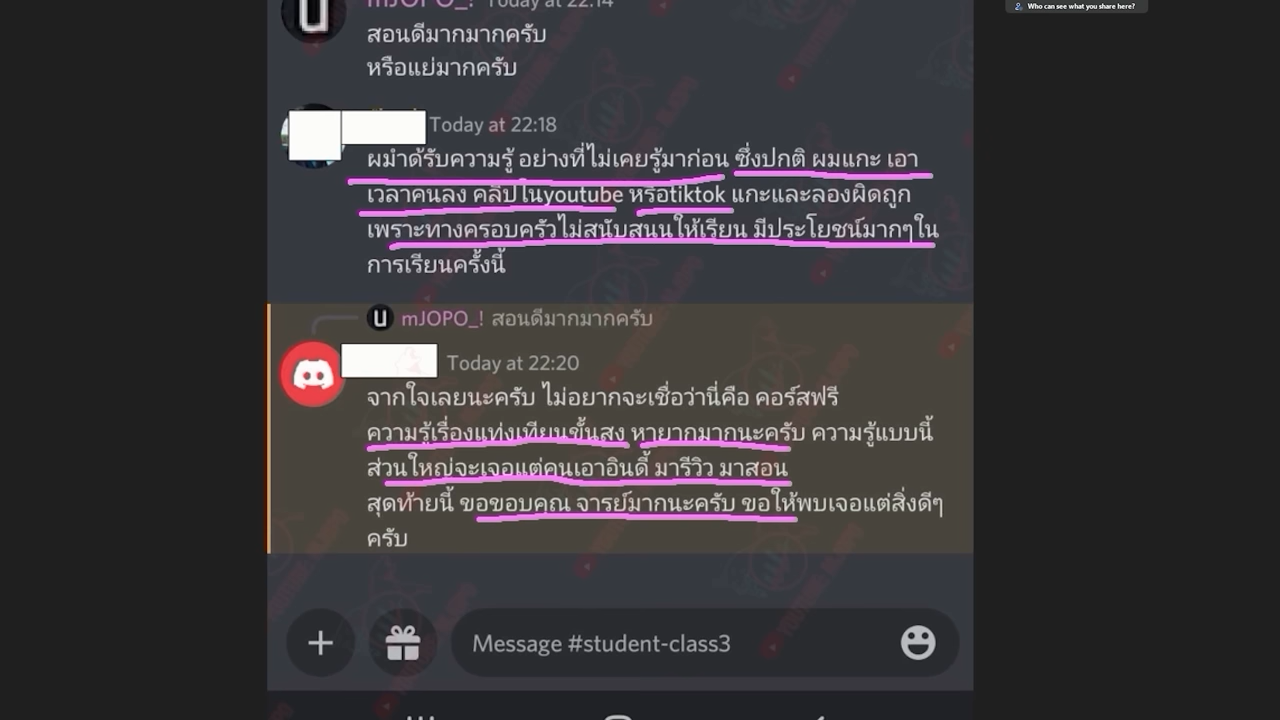 Who can see what you share here?
mJOPO_! Today at 22:14
สอนดีมากมากครับ
หรือแย่มากครับ
Today at 22:18
ผมำด้รับความรู้ อย่างที่ไม่เคยรู้มาก่อน ซึ่งปกติ ผมแกะ เอา
เวลาคนลง คลิปในyoutube หรือtiktok แกะและลองผิดถูก
เพราะทางครอบครัวไม่สนับสนนให้เรียน มีประโยชน์มากๆใน
การเรียนครั้งนี้
mJOPO_! สอนดีมากมากครับ
Today at 22:20
จากใจเลยนะครับ ไม่อยากจะเชื่อว่านี่คือ คอร์สฟรี
ความรู้เรื่องแท่งเทียนขั้นสูง หายากมากนะครับ ความรู้แบบนี้
ส่วนใหญ่จะเจอแต่คนเอาอินดี้ มารีวิว มาสอน
สุดท้ายนี้ ขอขอบคุณ จารย์มากนะครับ ขอให้พบเจอแต่สิ่งดีๆ
ครับ
Message #student-class3